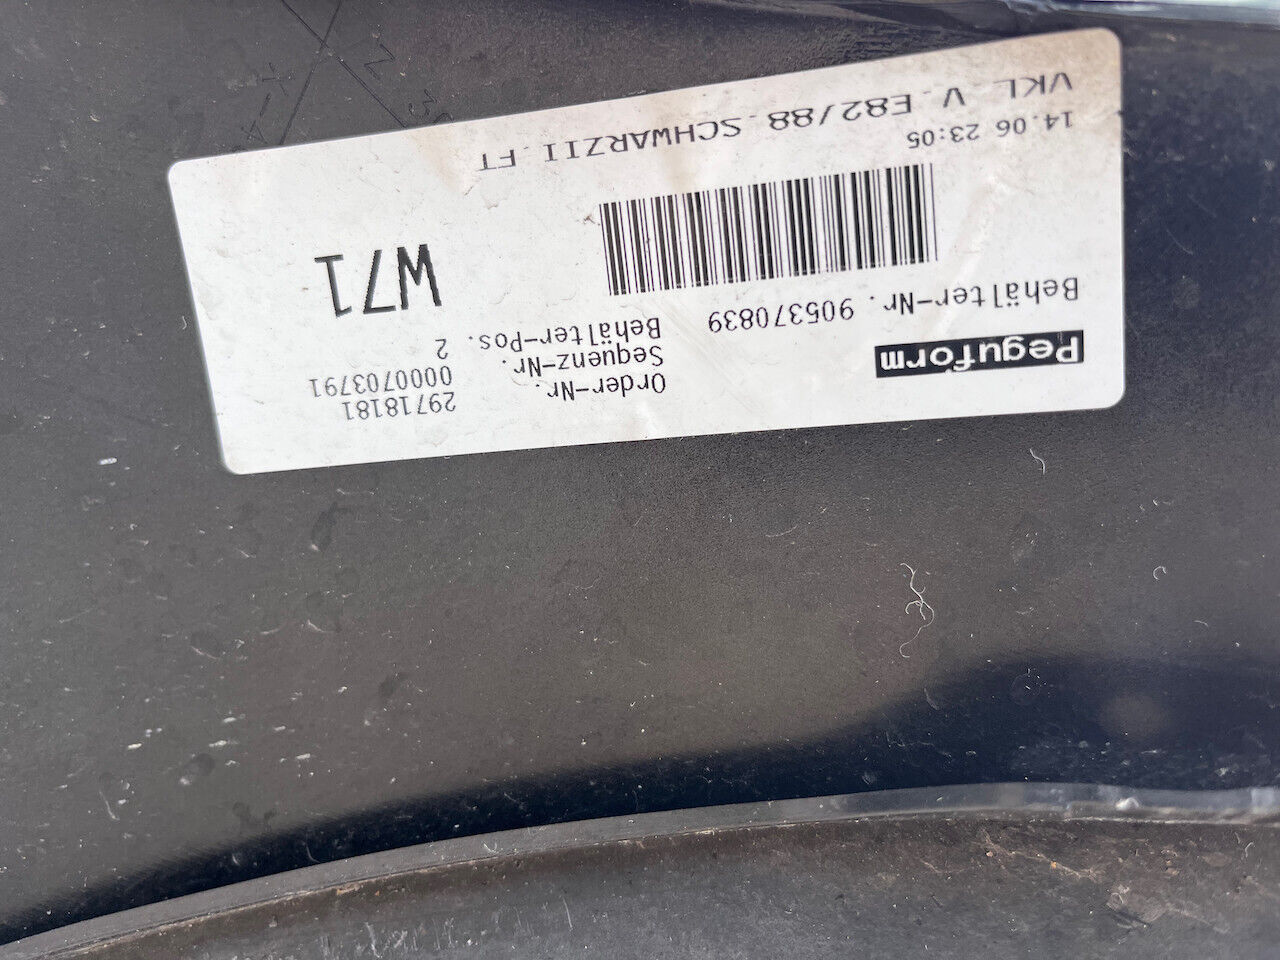 Peguform
Order-Nr. 29718181
Sequenz-Nr. 0000703791
Behälter-Nr. 905370839
Behälter-Pos. 2
W71
14.06 23:05
VKL V E82/88 SCHWARZII FT